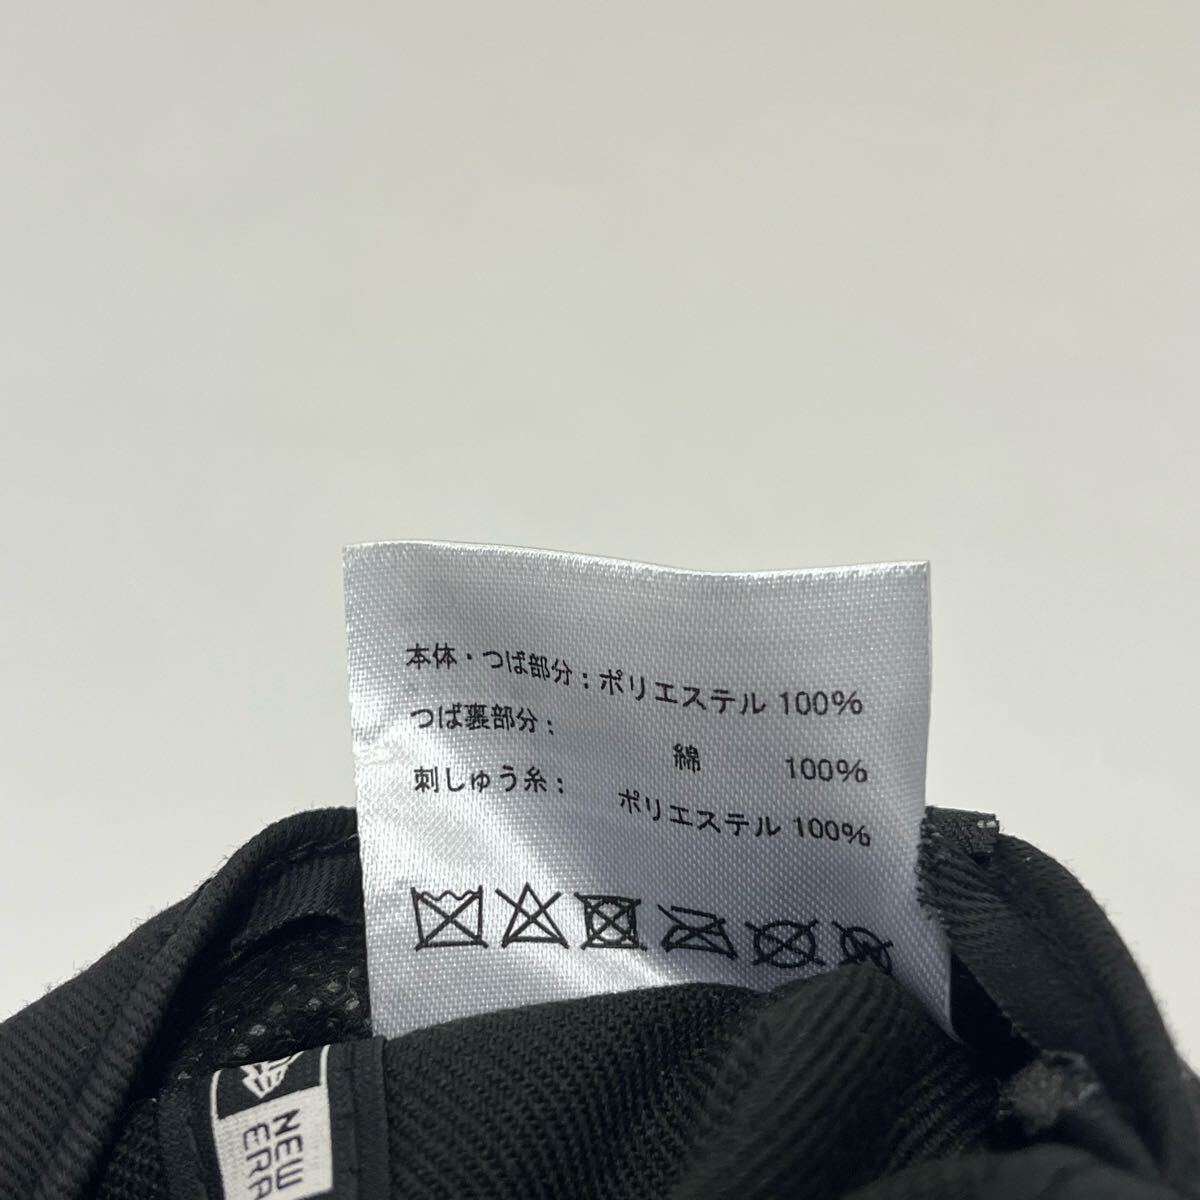 本体・つば部分：ポリエステル 100%
つば裏部分： 綿 100%
刺しゅう糸： ポリエステル 100%
NEW
ERA